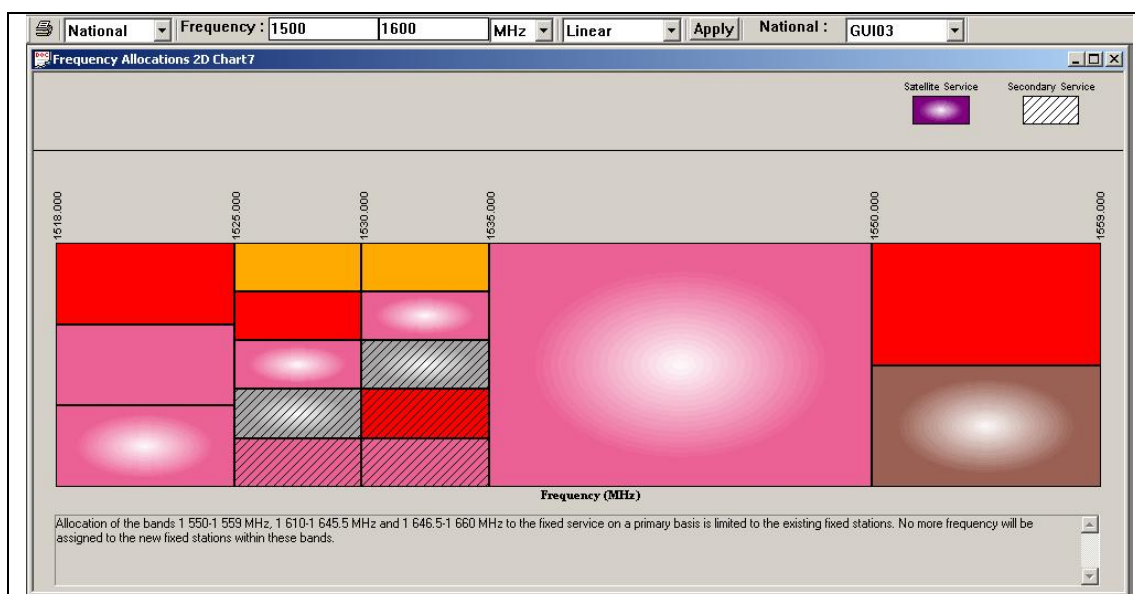 National Frequency : 1500 1600 MHz Linear Apply National : GUI03
Frequency Allocations 2D Chart7
Satellite Service Secondary Service
1518.000 1525.000 1530.000 1535.000 1550.000 1559.000
Frequency (MHz)
Allocation of the bands 1 550-1 559 MHz, 1 610-1 645.5 MHz and 1 646.5-1 660 MHz to the fixed service on a primary basis is limited to the existing fixed stations. No more frequency will be
assigned to the new fixed stations within these bands.